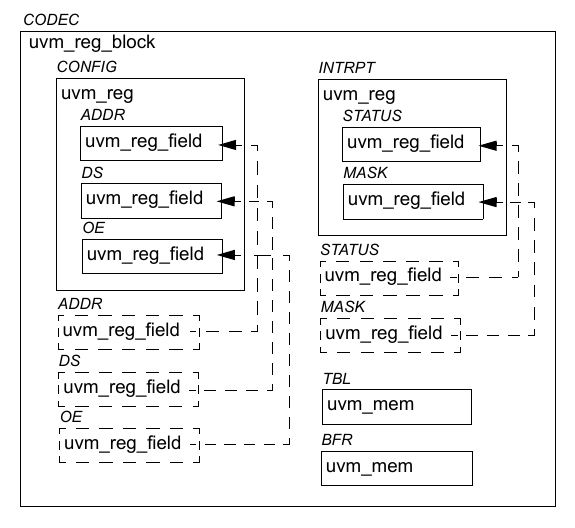 CODEC
uvm_reg_block
CONFIG
uvm_reg
ADDR
uvm_reg_field
DS
uvm_reg_field
OE
uvm_reg_field
ADDR
uvm_reg_field
DS
uvm_reg_field
OE
uvm_reg_field
INTRPT
uvm_reg
STATUS
uvm_reg_field
MASK
uvm_reg_field
STATUS
uvm_reg_field
MASK
uvm_reg_field
TBL
uvm_mem
BFR
uvm_mem